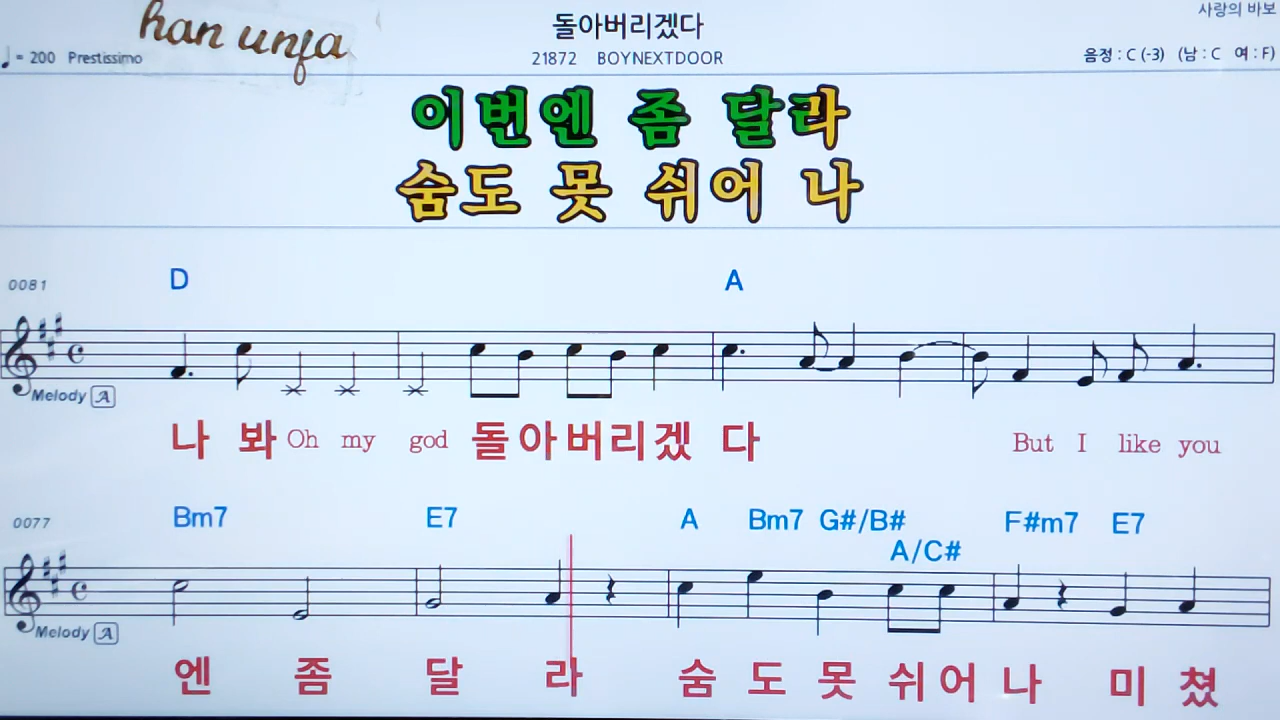 han unfa
사랑의 바보
돌아버리겠다
♩= 200 Prestissimo
21872 BOYNEXTDOOR
음정 : C (-3) (남 : C 여 : F)
이번엔 좀 달라
숨도 못 쉬어 나
0081
D A
Melody A
나 봐 Oh my god 돌아버리겠 다 But I like you
0077
Bm7 E7 A Bm7 G#/B# F#m7 E7
A/C#
Melody A
엔 좀 달 라 숨 도 못 쉬어 나 미 쳤